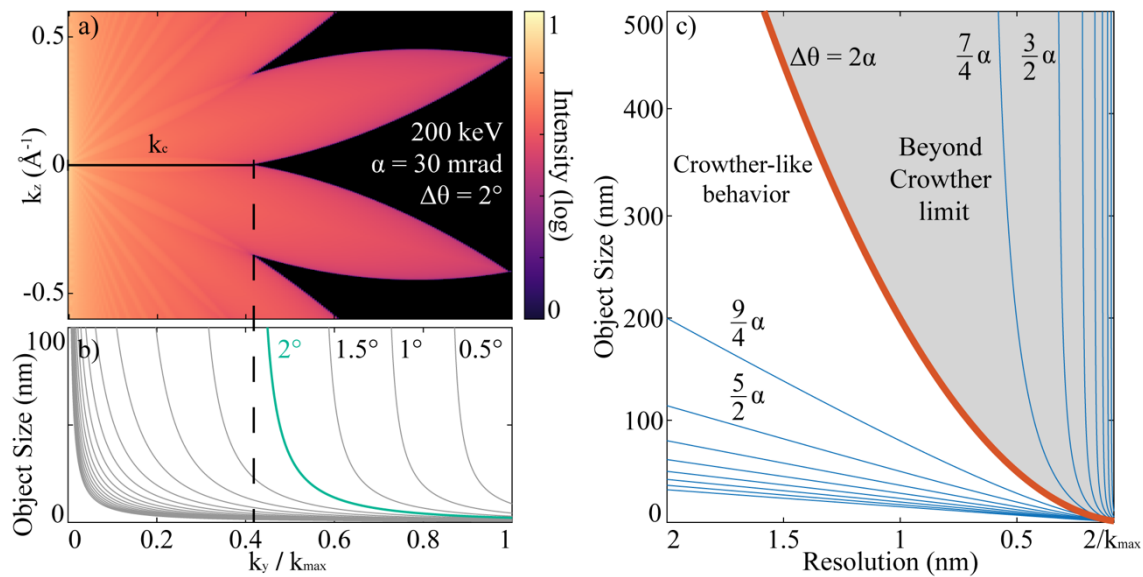 a)
0.5
0
-0.5
k_z (Å⁻¹)
k_c
200 keV
α = 30 mrad
Δθ = 2°
1
0
Intensity (log)
b)
100
50
0
Object Size (nm)
2°
1.5°
1°
0.5°
0
0.2
0.4
0.6
0.8
1
k_y / k_max
c)
500
400
300
200
100
0
Object Size (nm)
Δθ = 2α
7/4 α
3/2 α
Crowther-like
behavior
Beyond
Crowther
limit
9/4 α
5/2 α
2
1.5
1
0.5
2/k_max
Resolution (nm)